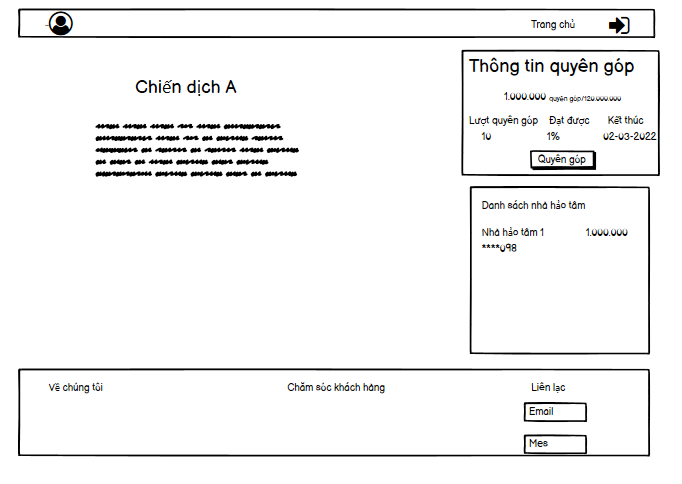 Trang chủ
Chiến dịch A
Thông tin quyên góp
1.000.000 quyên góp/120.000.000
Lượt quyên góp Đạt được Kết thúc
10 1% 02-03-2022
Quyên góp
Danh sách nhà hảo tâm
Nhà hảo tâm 1 1.000.000
****098
Về chúng tôi Chăm sóc khách hàng Liên lạc
Email
Mes